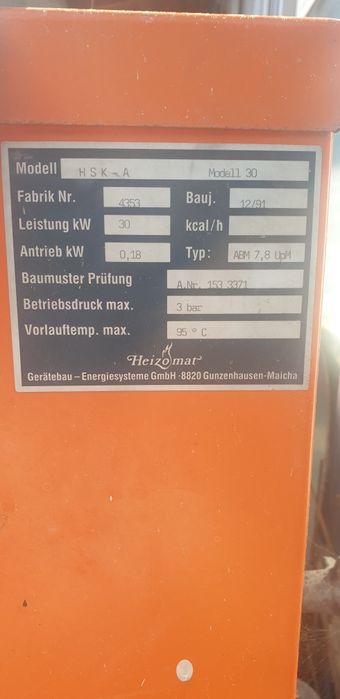 Modell HSK-A Modell 30
Fabrik Nr. 4353 Bauj. 12/91
Leistung kW 30 kcal/h
Antrieb kW 0,18 Typ: ABM 7,8 UpM
Baumuster Prüfung A.Nr. 153 3371
Betriebsdruck max. 3 bar
Vorlauftemp. max. 95 ° C
Heizomat
Gerätebau – Energiesysteme GmbH · 8820 Gunzenhausen-Maicha